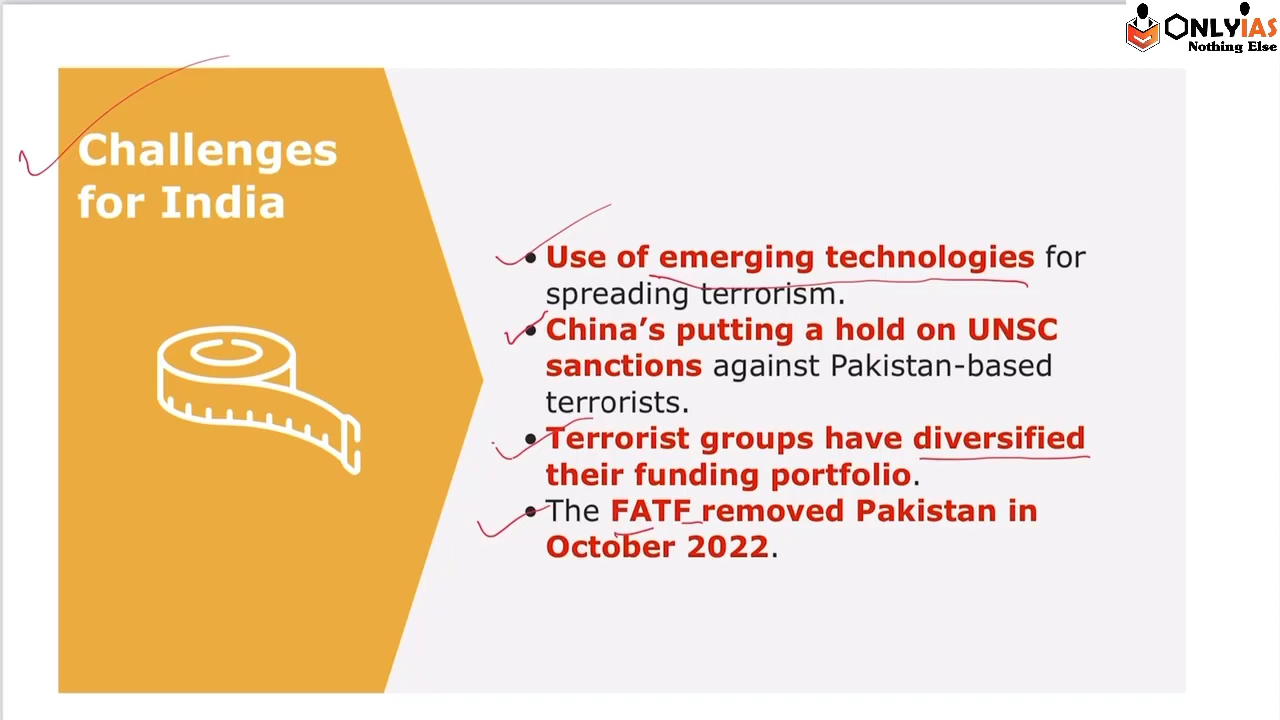 ONLYIAS
Nothing Else
Challenges
for India
• Use of emerging technologies for
spreading terrorism.
• China’s putting a hold on UNSC
sanctions against Pakistan-based
terrorists.
• Terrorist groups have diversified
their funding portfolio.
• The FATF removed Pakistan in
October 2022.